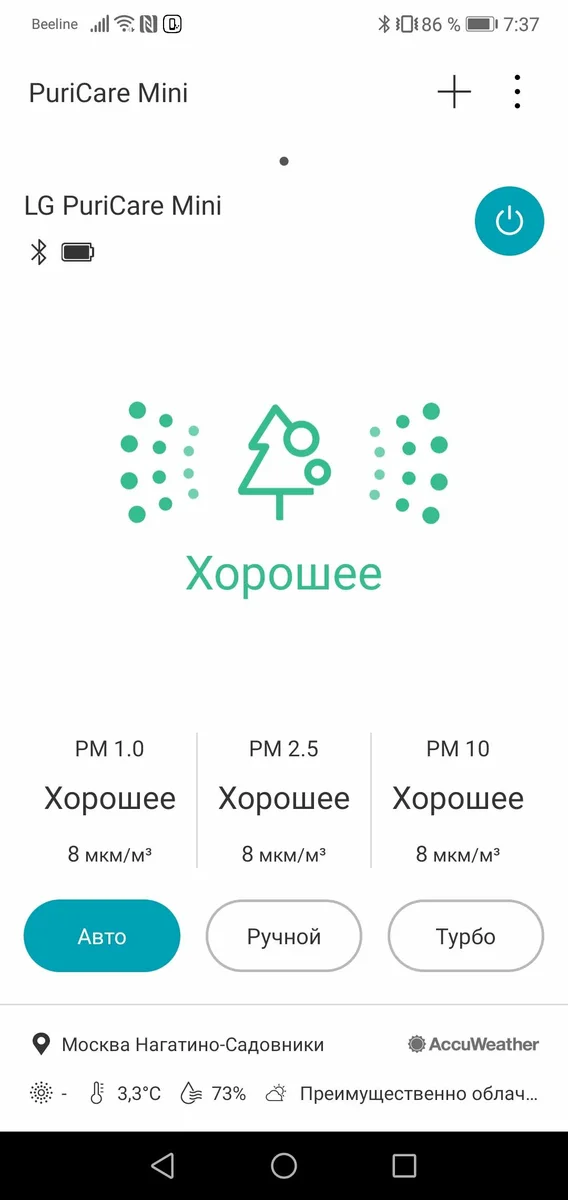 Beeline 86 % 7:37
PuriCare Mini
LG PuriCare Mini
Хорошее
PM 1.0 PM 2.5 PM 10
Хорошее Хорошее Хорошее
8 мкм/м³ 8 мкм/м³ 8 мкм/м³
Авто Ручной Турбо
Москва Нагатино-Садовники AccuWeather
- 3,3°C 73% Преимущественно облач...